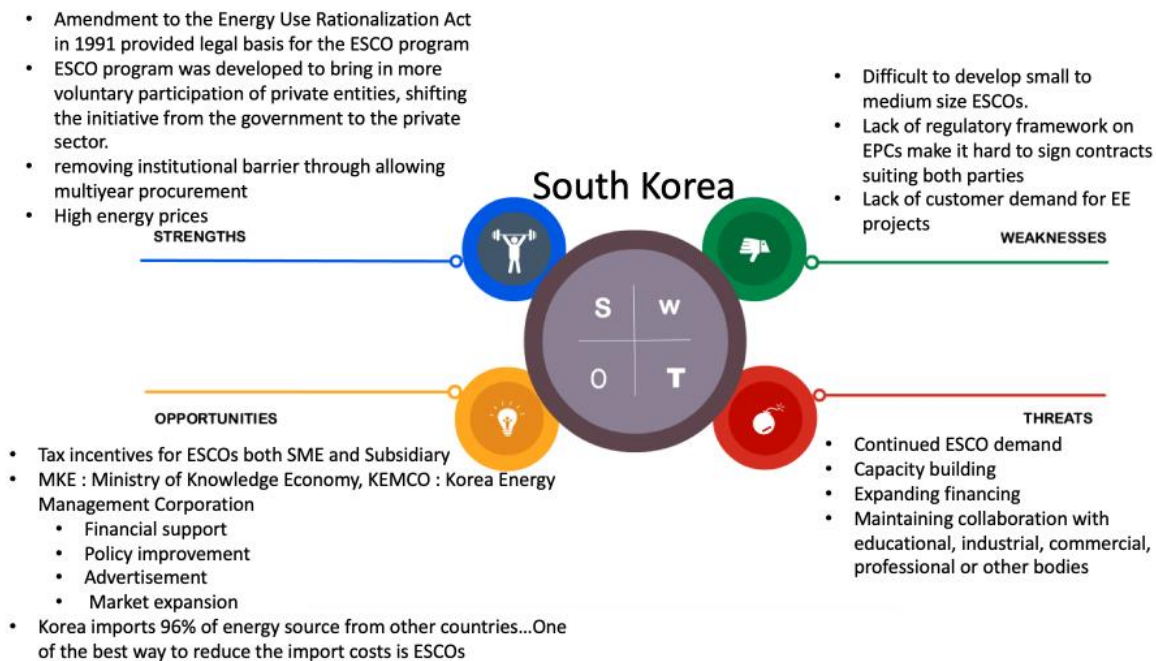 • Amendment to the Energy Use Rationalization Act
in 1991 provided legal basis for the ESCO program
• ESCO program was developed to bring in more
voluntary participation of private entities, shifting
the initiative from the government to the private
sector.
• removing institutional barrier through allowing
multiyear procurement
• High energy prices
STRENGTHS
South Korea
• Difficult to develop small to
medium size ESCOs.
• Lack of regulatory framework on
EPCs make it hard to sign contracts
suiting both parties
• Lack of customer demand for EE
projects
WEAKNESSES
S
W
O
T
OPPORTUNITIES
• Tax incentives for ESCOs both SME and Subsidiary
• MKE : Ministry of Knowledge Economy, KEMCO : Korea Energy
Management Corporation
• Financial support
• Policy improvement
• Advertisement
• Market expansion
• Korea imports 96% of energy source from other countries...One
of the best way to reduce the import costs is ESCOs
THREATS
• Continued ESCO demand
• Capacity building
• Expanding financing
• Maintaining collaboration with
educational, industrial, commercial,
professional or other bodies